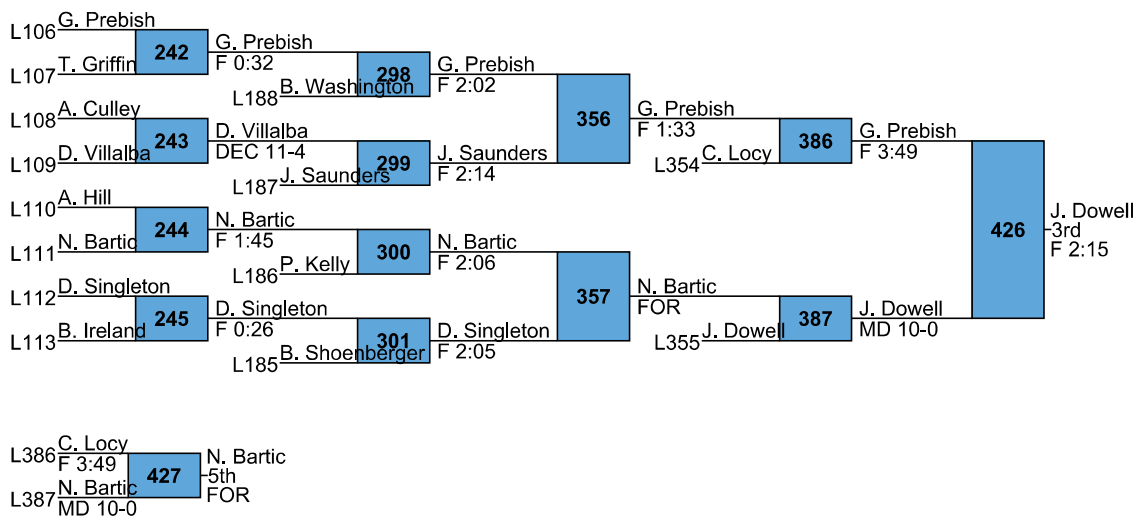 L106 G. Prebish
242
L107 T. Griffin
G. Prebish
F 0:32
298
L188 B. Washington
G. Prebish
F 2:02
L108 A. Culley
243
L109 D. Villalba
D. Villalba
DEC 11-4
299
L187 J. Saunders
J. Saunders
F 2:14
356
G. Prebish
F 1:33
386
L354 C. Locy
G. Prebish
F 3:49
L110 A. Hill
244
L111 N. Bartic
N. Bartic
F 1:45
300
L186 P. Kelly
N. Bartic
F 2:06
L112 D. Singleton
245
L113 B. Ireland
D. Singleton
F 0:26
301
L185 B. Shoenberger
D. Singleton
F 2:05
357
N. Bartic
FOR
387
L355 J. Dowell
J. Dowell
MD 10-0
426
J. Dowell
3rd
F 2:15
L386 C. Locy
F 3:49
427
L387 N. Bartic
MD 10-0
N. Bartic
5th
FOR